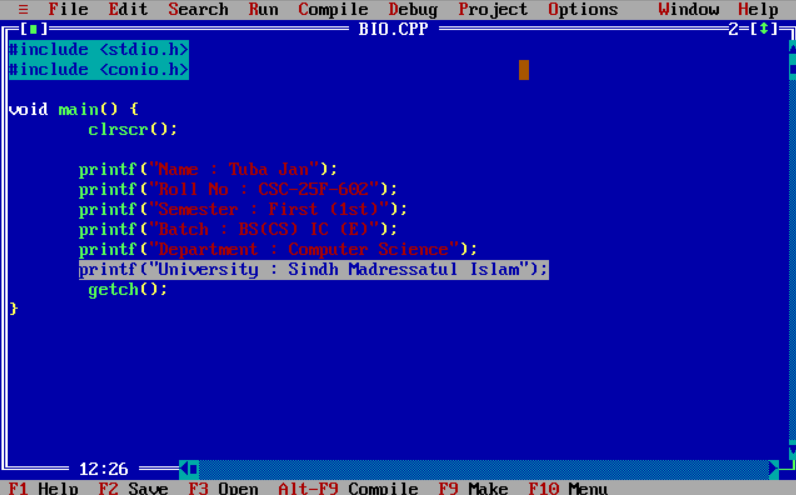 ≡ File Edit Search Run Compile Debug Project Options Window Help
[■] BIO.CPP 2=[↕]
#include <stdio.h>
#include <conio.h>
void main() {
clrscr();
printf("Name : Tuba Jan");
printf("Roll No : CSC-25F-602");
printf("Semester : First (1st)");
printf("Batch : BS(CS) IC (E)");
printf("Department : Computer Science");
printf("University : Sindh Madressatul Islam");
getch();
}
12:26
F1 Help F2 Save F3 Open Alt-F9 Compile F9 Make F10 Menu